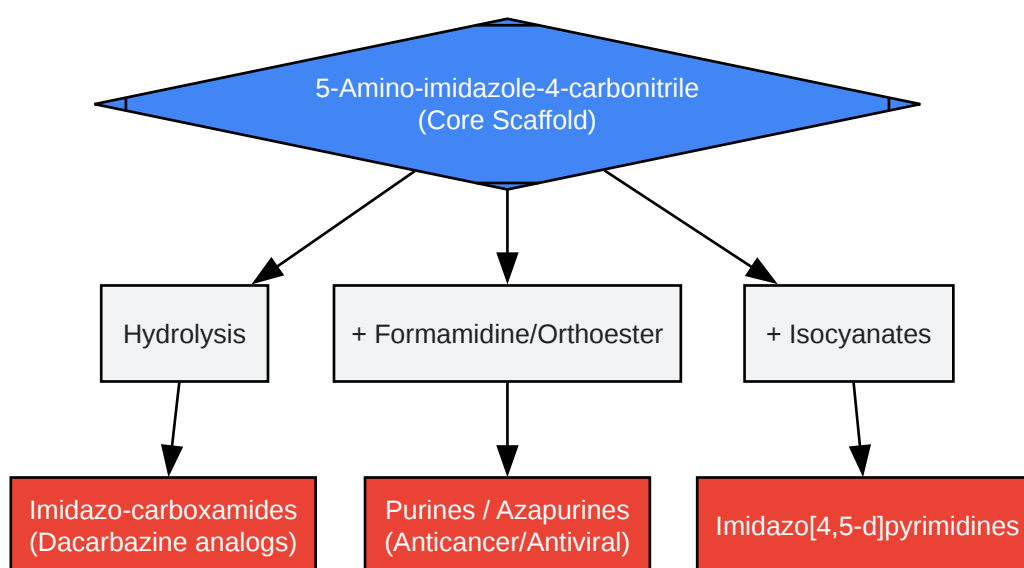 5-Amino-imidazole-4-carbonitrile
(Core Scaffold)
Hydrolysis
+ Formamidine/Orthoester
+ Isocyanates
Imidazo-carboxamides
(Dacarbazine analogs)
Purines / Azapurines
(Anticancer/Antiviral)
Imidazo[4,5-d]pyrimidines